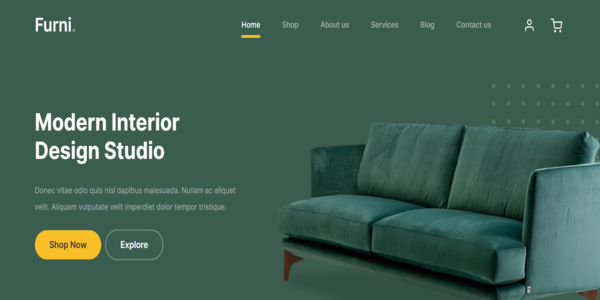 Furni.
Home Shop About us Services Blog Contact us
Modern Interior
Design Studio
Donec vitae odio quis nisl dapibus malesuada. Nullam ac aliquet
velit. Aliquam vulputate velit imperdiet dolor tempor tristique.
Shop Now Explore